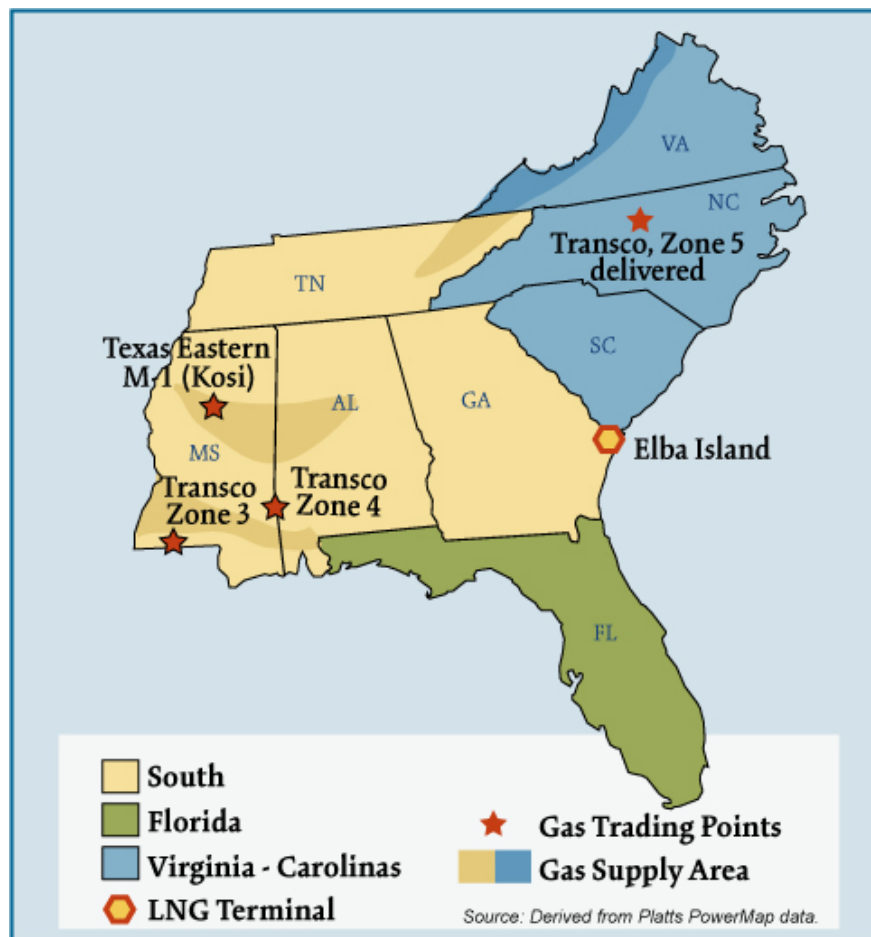 VA
NC
Transco, Zone 5
delivered
TN
SC
Texas Eastern
M-1 (Kosi)
AL
GA
MS
Elba Island
Transco
Zone 3
Transco
Zone 4
FL
South
Florida
Virginia - Carolinas
LNG Terminal
Gas Trading Points
Gas Supply Area
Source: Derived from Platts PowerMap data.